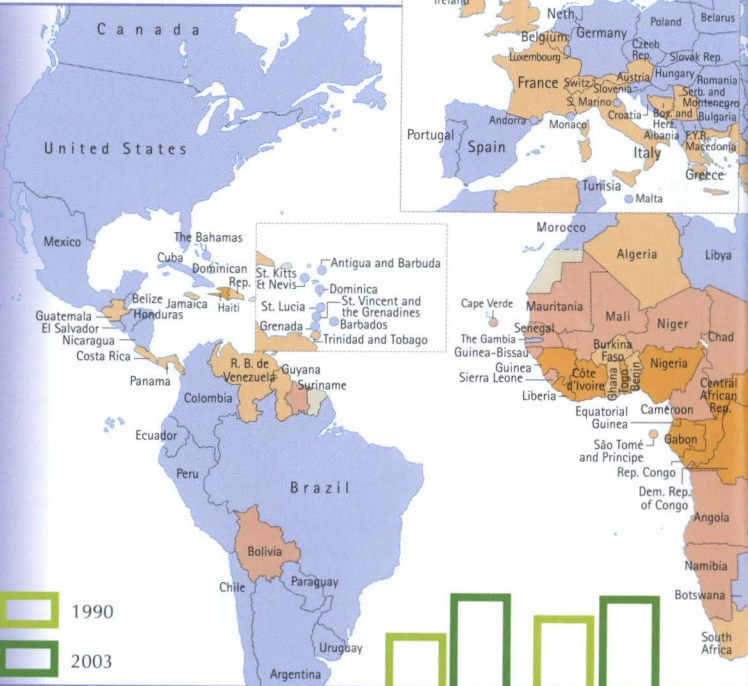 Canada
United States
Mexico
The Bahamas
Cuba
Dominican
Rep.
Belize
Jamaica
Haiti
Honduras
Guatemala
El Salvador
Nicaragua
Costa Rica
Panama
St. Kitts
& Nevis
Antigua and Barbuda
Dominica
St. Lucia
St. Vincent and
the Grenadines
Grenada
Barbados
Trinidad and Tobago
R. B. de
Venezuela
Guyana
Suriname
Colombia
Ecuador
Peru
Brazil
Bolivia
Chile
Paraguay
Uruguay
Argentina
Ireland
Neth.
Belgium
Germany
Poland
Belarus
Luxembourg
Czech
Rep.
Slovak Rep.
France
Switz
Austria
Hungary
Romania
Slovenia
S. Marino
Serb. and
Montenegro
Croatia
Bos. and
Herz.
Bulgaria
Andorra
Monaco
Albania
F.Y.R.
Macedonia
Portugal
Spain
Italy
Greece
Tunisia
Malta
Morocco
Algeria
Libya
Cape Verde
Mauritania
Mali
Niger
Chad
Senegal
The Gambia
Guinea-Bissau
Guinea
Sierra Leone
Liberia
Burkina
Faso
Côte
d'Ivoire
Ghana
Togo
Benin
Nigeria
Central
African
Rep.
Equatorial
Guinea
Cameroon
São Tomé
and Principe
Gabon
Rep. Congo
Dem. Rep.
of Congo
Angola
Namibia
Botswana
South
Africa
1990
2003